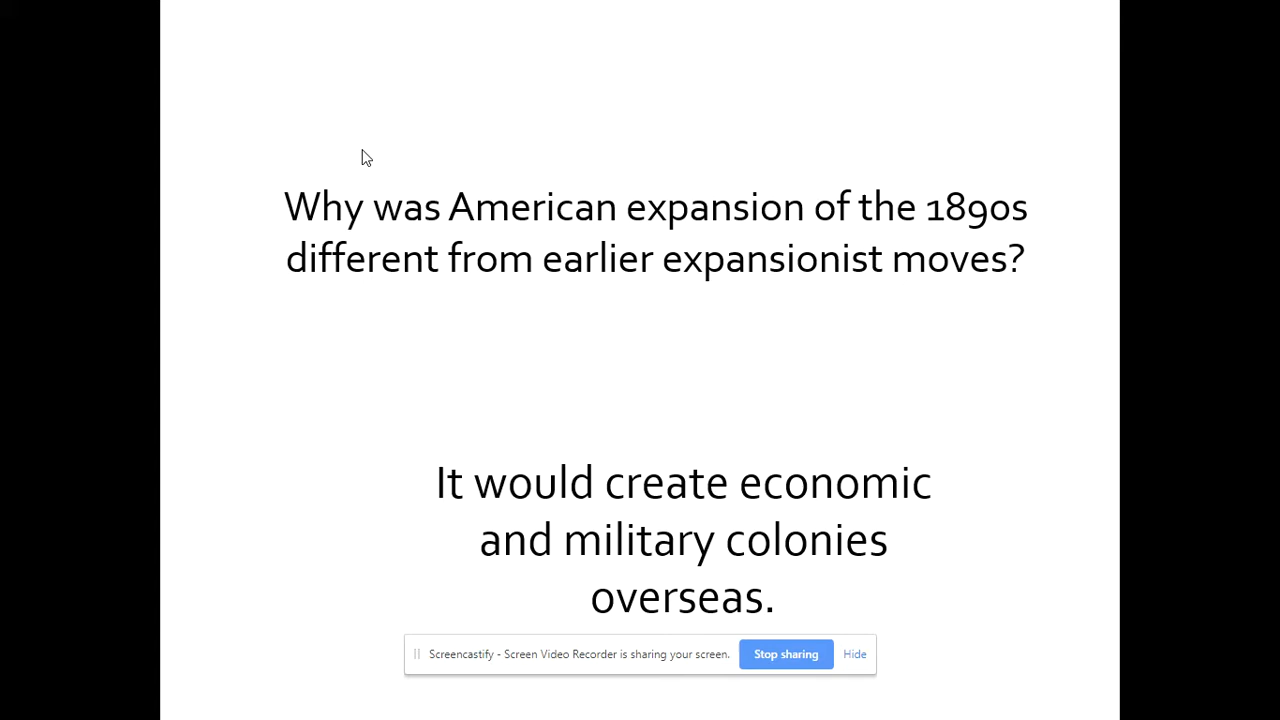 Why was American expansion of the 1890s
different from earlier expansionist moves?
It would create economic
and military colonies
overseas.
Screencastify - Screen Video Recorder is sharing your screen. Stop sharing Hide